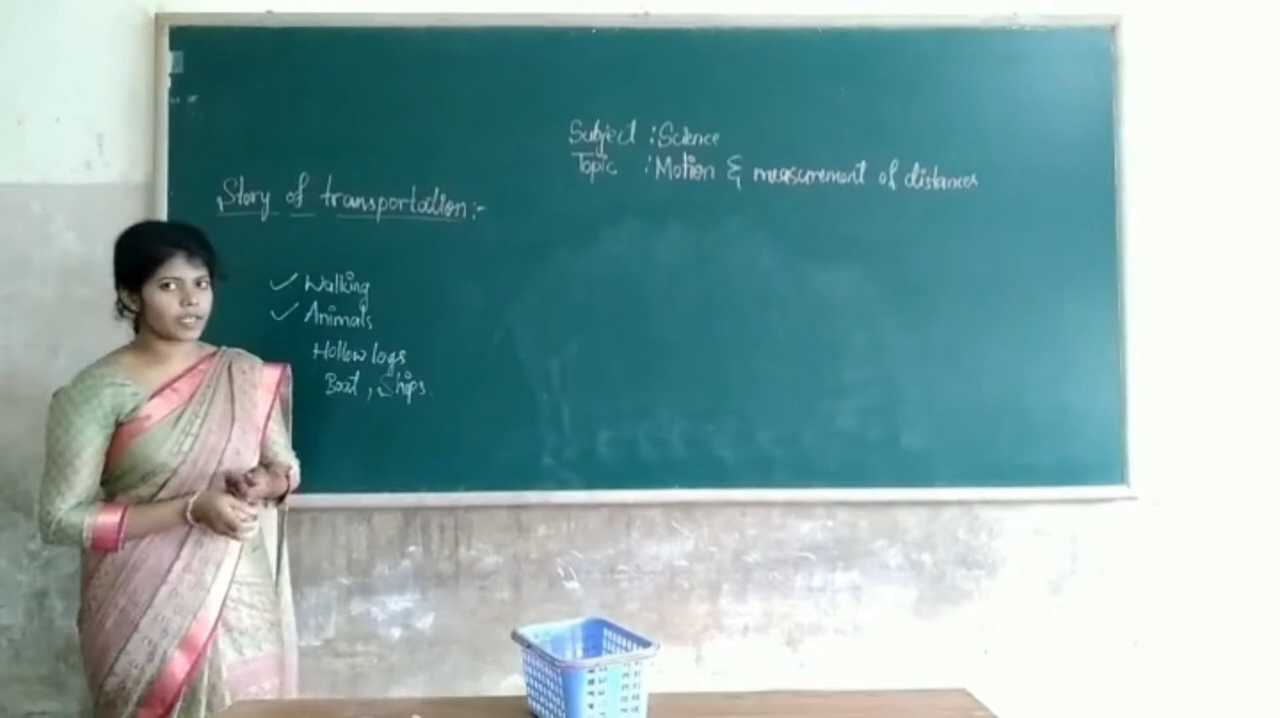 Subject : Science
Topic : Motion & measurement of distances
Story of transportation:-
✓ Walking
✓ Animals
Hollow logs
Boat, Ships.